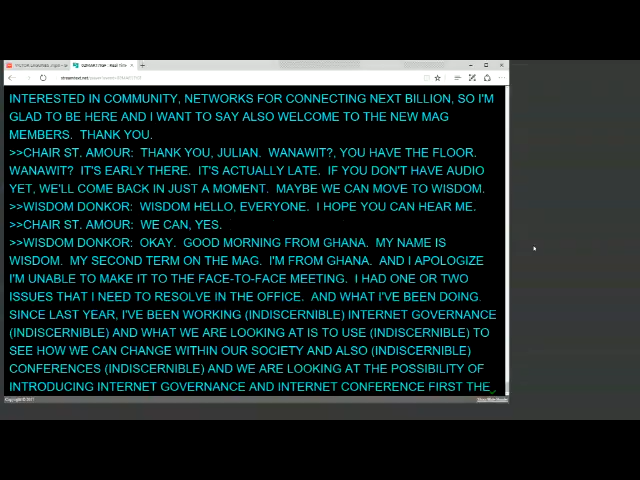 INTERESTED IN COMMUNITY, NETWORKS FOR CONNECTING NEXT BILLION, SO I'M
GLAD TO BE HERE AND I WANT TO SAY ALSO WELCOME TO THE NEW MAG
MEMBERS. THANK YOU.
>>CHAIR ST. AMOUR: THANK YOU, JULIAN. WANAWIT?, YOU HAVE THE FLOOR.
WANAWIT? IT'S EARLY THERE. IT'S ACTUALLY LATE. IF YOU DON'T HAVE AUDIO
YET, WE'LL COME BACK IN JUST A MOMENT. MAYBE WE CAN MOVE TO WISDOM.
>>WISDOM DONKOR: WISDOM HELLO, EVERYONE. I HOPE YOU CAN HEAR ME.
>>CHAIR ST. AMOUR: WE CAN, YES.
>>WISDOM DONKOR: OKAY. GOOD MORNING FROM GHANA. MY NAME IS
WISDOM. MY SECOND TERM ON THE MAG. I'M FROM GHANA. AND I APOLOGIZE
I'M UNABLE TO MAKE IT TO THE FACE-TO-FACE MEETING. I HAD ONE OR TWO
ISSUES THAT I NEED TO RESOLVE IN THE OFFICE. AND WHAT I'VE BEEN DOING.
SINCE LAST YEAR, I'VE BEEN WORKING (INDISCERNIBLE) INTERNET GOVERNANCE
(INDISCERNIBLE) AND WHAT WE ARE LOOKING AT IS TO USE (INDISCERNIBLE) TO
SEE HOW WE CAN CHANGE WITHIN OUR SOCIETY AND ALSO (INDISCERNIBLE)
CONFERENCES (INDISCERNIBLE) AND WE ARE LOOKING AT THE POSSIBILITY OF
INTRODUCING INTERNET GOVERNANCE AND INTERNET CONFERENCE FIRST THE
Copyright © 2017